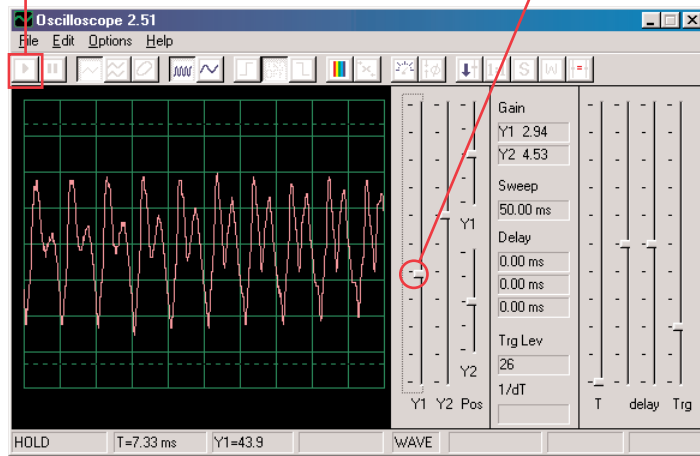 Oscilloscope 2.51
File Edit Options Help
S
Gain
Y1 2.94
Y2 4.53
Sweep
50.00 ms
Y1
Delay
0.00 ms
0.00 ms
0.00 ms
Trg Lev
26
Y2
1/dT
Y1 Y2 Pos
T delay Trg
HOLD T=7.33 ms Y1=43.9 WAVE